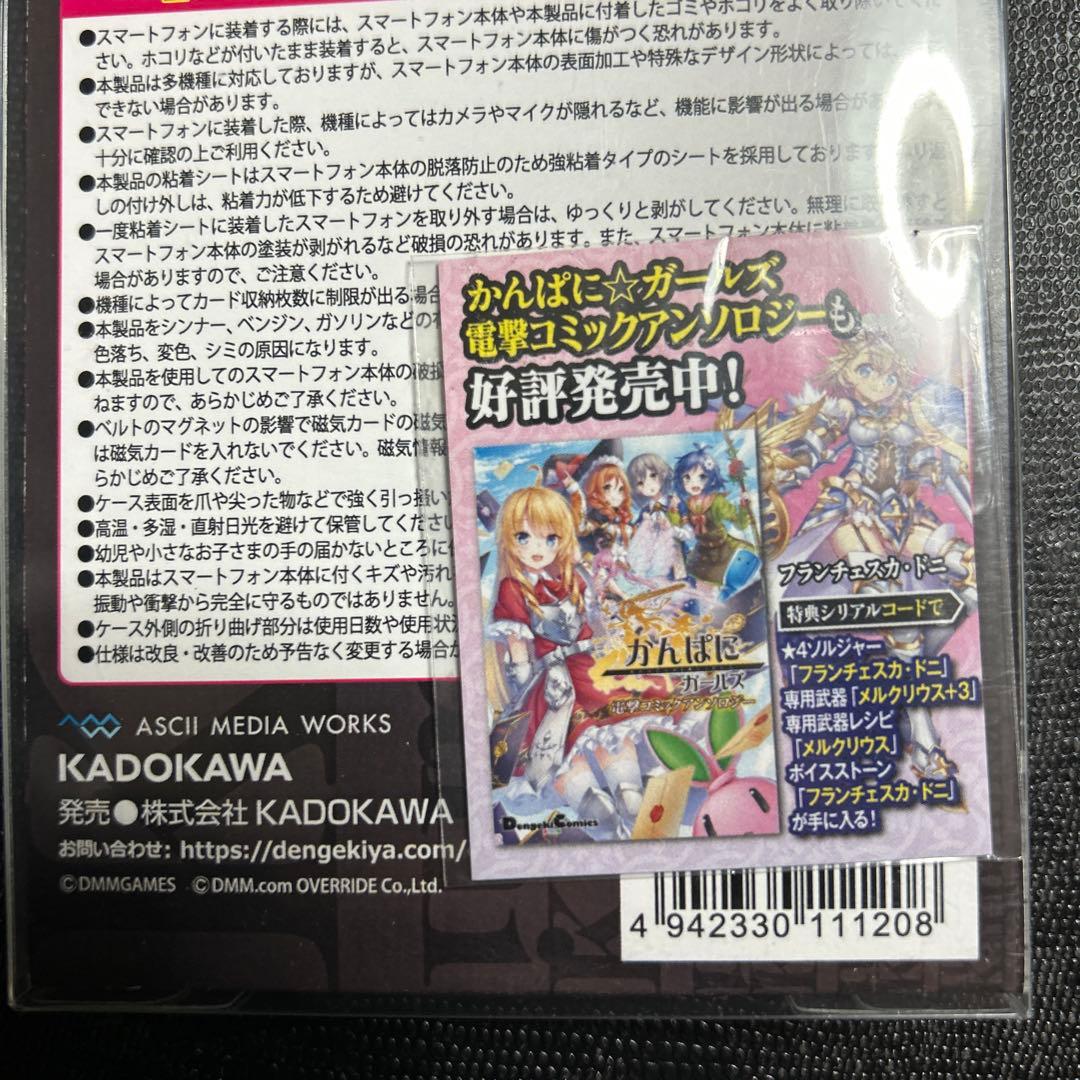 ●スマートフォンに装着する際には、スマートフォン本体や本製品に付着したゴミやホコリをよく取り除いてくだ
さい。ホコリなどが付いたまま装着すると、スマートフォン本体に傷がつく恐れがあります。
●本製品は多機種に対応しておりますが、スマートフォン本体の表面加工や特殊なデザイン形状によっては、
できない場合があります。
●スマートフォンに装着した際、機種によってはカメラやマイクが隠れるなど、機能に影響が出る場合が
十分に確認の上ご利用ください。
●本製品の粘着シートはスマートフォン本体の脱落防止のため強粘着タイプのシートを採用しております
しの付け外しは、粘着力が低下するため避けてください。
●一度粘着シートに装着したスマートフォンを取り外す場合は、ゆっくりと剥がしてください。無理に
スマートフォン本体の塗装が剥がれるなど破損の恐れがあります。また、スマートフォン本体に粘着
場合がありますので、ご注意ください。
●機種によってカード収納枚数に制限が出る場合
●本製品をシンナー、ベンジン、ガソリンなどの有
色落ち、変色、シミの原因になります。
●本製品を使用してのスマートフォン本体の破損
ねますので、あらかじめご了承ください。
●ベルトのマグネットの影響で磁気カードの磁気
は磁気カードを入れないでください。磁気情報
らかじめご了承ください。
●ケース表面を爪や尖った物などで強く引っ掻い
●高温・多湿・直射日光を避けて保管してください
●幼児や小さなお子さまの手の届かないところに
●本製品はスマートフォン本体に付くキズや汚れ
振動や衝撃から完全に守るものではありません。
●ケース外側の折り曲げ部分は使用日数や使用状況
●仕様は改良・改善のため予告なく変更する場合が
ASCII MEDIA WORKS
KADOKAWA
発売●株式会社 KADOKAWA
お問い合わせ: https://dengekiya.com/
©DMMGAMES ©DMM.com OVERRIDE Co.,Ltd.
かんぱに☆ガールズ
電撃コミックアンソロジーも
好評発売中!
かんぱに
ガールズ
電撃コミックアンソロジー
Dengeki Comics
フランチェスカ・ドニ
特典シリアルコードで
★4ソルジャー
「フランチェスカ・ドニ」
専用武器「メルクリウス+3」
専用武器レシピ
「メルクリウス」
ボイスストーン
「フランチェスカ・ドニ」
が手に入る!
4 942330 111208